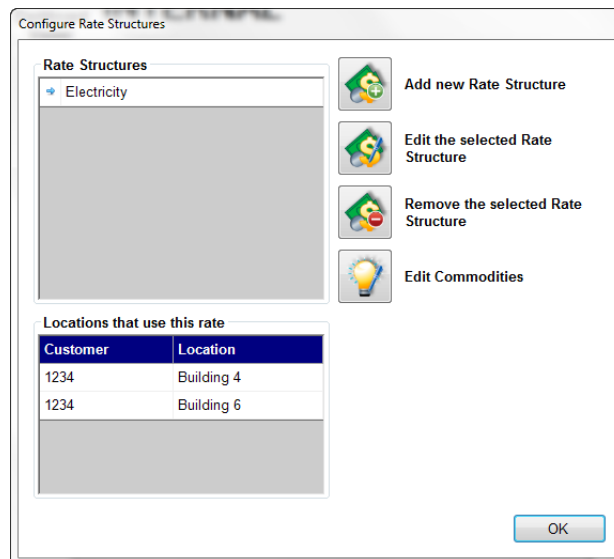 INTERNAL
Configure Rate Structures
Rate Structures
Electricity
Add new Rate Structure
Edit the selected Rate
Structure
Remove the selected Rate
Structure
Edit Commodities
Locations that use this rate
Customer Location
1234 Building 4
1234 Building 6
OK